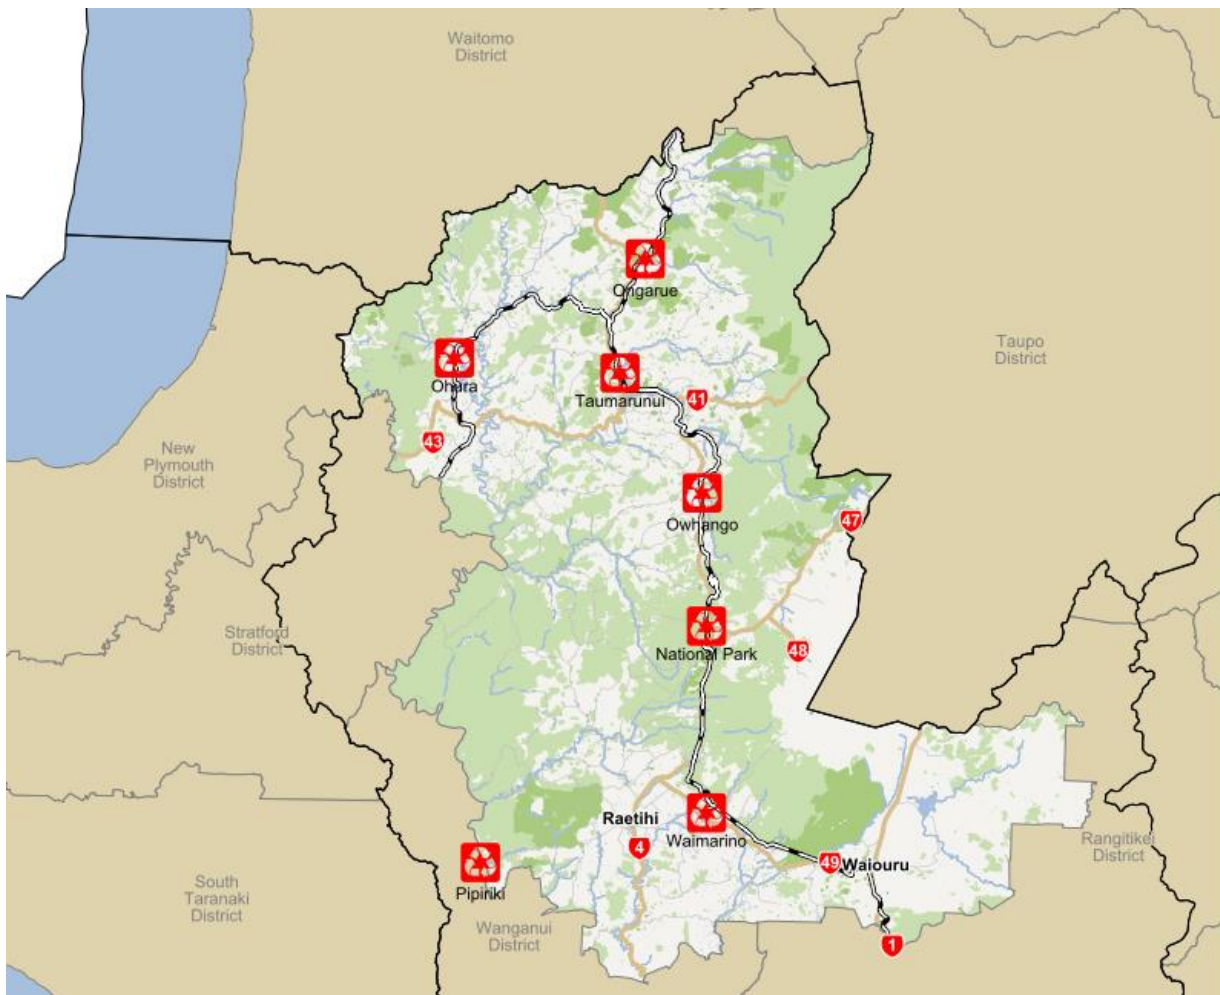 Waitomo
District
Ongarue
Taupo
District
Ohura
Taumarunui
41
43
New
Plymouth
District
Owhango
47
Stratford
District
National Park
48
Raetihi
Waimarino
4
49
Waiouru
Rangitikei
District
Pipiriki
South
Taranaki
District
Wanganui
District
1